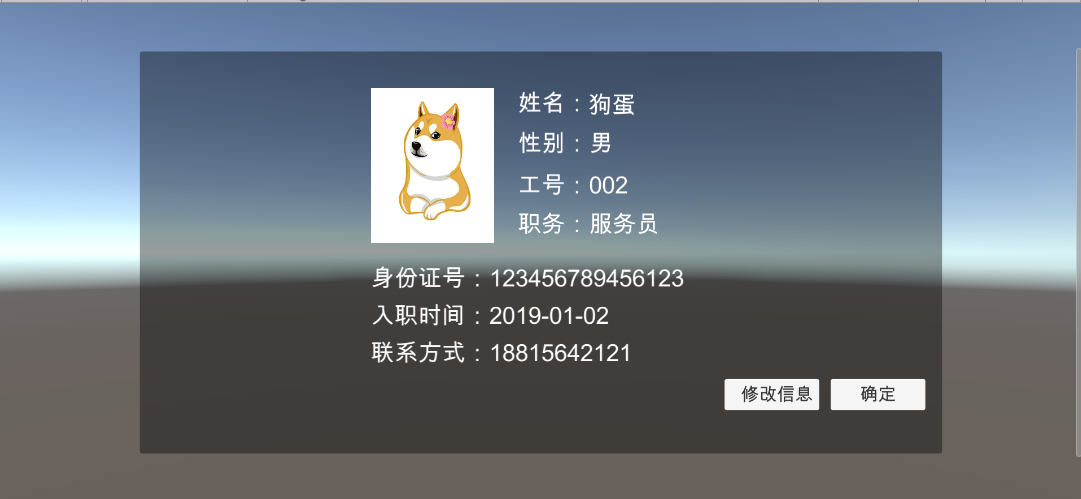 姓名：狗蛋
性别：男
工号：002
职务：服务员
身份证号：123456789456123
入职时间：2019-01-02
联系方式：18815642121
修改信息 确定